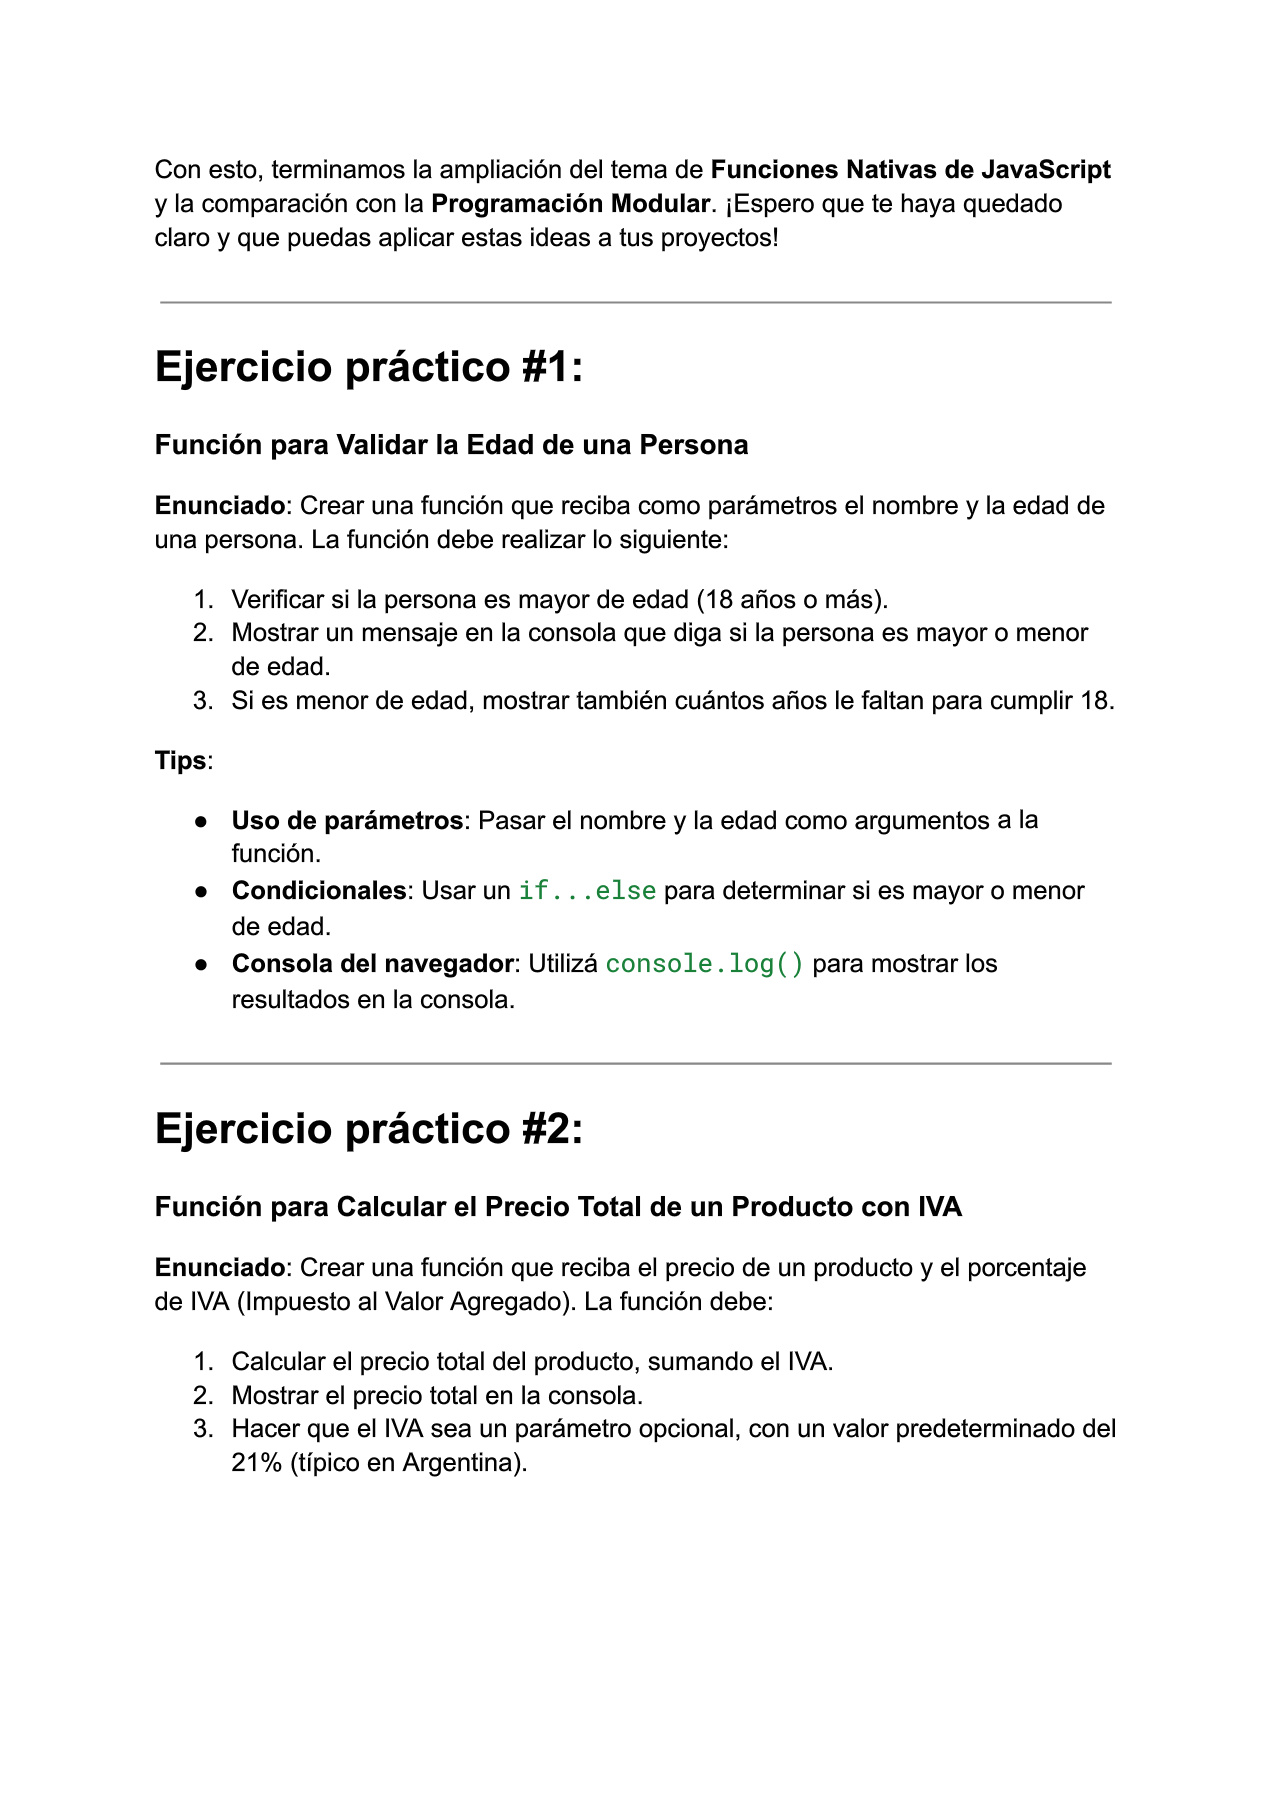 Con esto, terminamos la ampliación del tema de Funciones Nativas de JavaScript
y la comparación con la Programación Modular. ¡Espero que te haya quedado
claro y que puedas aplicar estas ideas a tus proyectos!
Ejercicio práctico #1:
Función para Validar la Edad de una Persona
Enunciado: Crear una función que reciba como parámetros el nombre y la edad de
una persona. La función debe realizar lo siguiente:
1. Verificar si la persona es mayor de edad (18 años o más).
2. Mostrar un mensaje en la consola que diga si la persona es mayor o menor
de edad.
3. Si es menor de edad, mostrar también cuántos años le faltan para cumplir 18.
Tips:
● Uso de parámetros: Pasar el nombre y la edad como argumentos a la
función.
● Condicionales: Usar un if...else para determinar si es mayor o menor
de edad.
● Consola del navegador: Utilizá console.log() para mostrar los
resultados en la consola.
Ejercicio práctico #2:
Función para Calcular el Precio Total de un Producto con IVA
Enunciado: Crear una función que reciba el precio de un producto y el porcentaje
de IVA (Impuesto al Valor Agregado). La función debe:
1. Calcular el precio total del producto, sumando el IVA.
2. Mostrar el precio total en la consola.
3. Hacer que el IVA sea un parámetro opcional, con un valor predeterminado del
21% (típico en Argentina).